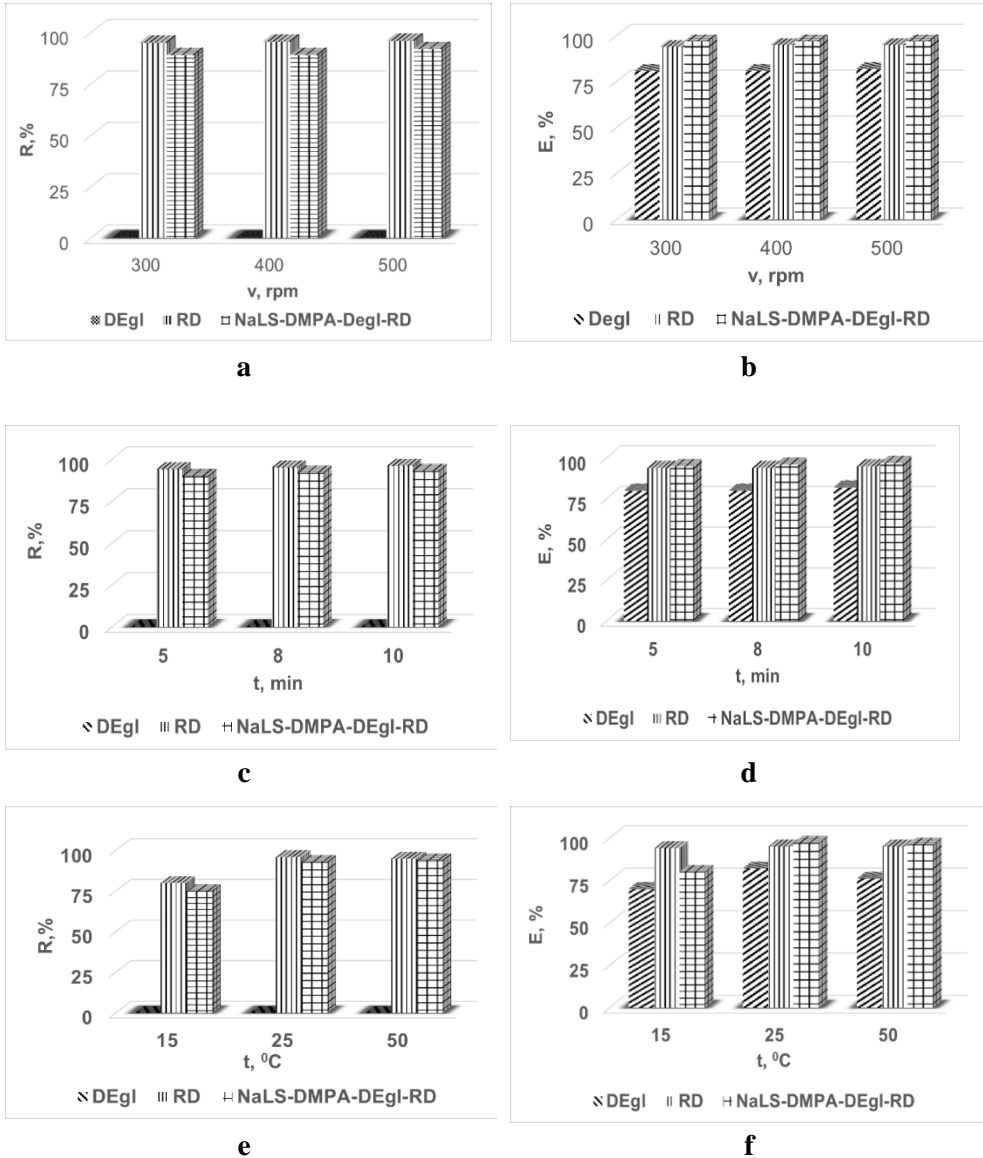 100
75
50
25
0
R,%
300 400 500
v, rpm
DEgl RD NaLS-DMPA-Degl-RD
a
100
75
50
25
0
E, %
300 400 500
v, rpm
Degl RD NaLS-DMPA-DEgl-RD
b
100
75
50
25
0
R,%
5 8 10
t, min
DEgl RD NaLS-DMPA-DEgl-RD
c
100
75
50
25
0
E, %
5 8 10
t, min
DEgl RD NaLS-DMPA-DEgl-RD
d
100
75
50
25
0
R,%
15 25 50
t, ⁰C
DEgl RD NaLS-DMPA-DEgl-RD
e
100
75
50
25
0
E, %
15 25 50
t, ⁰C
DEgl RD NaLS-DMPA-DEgl-RD
f